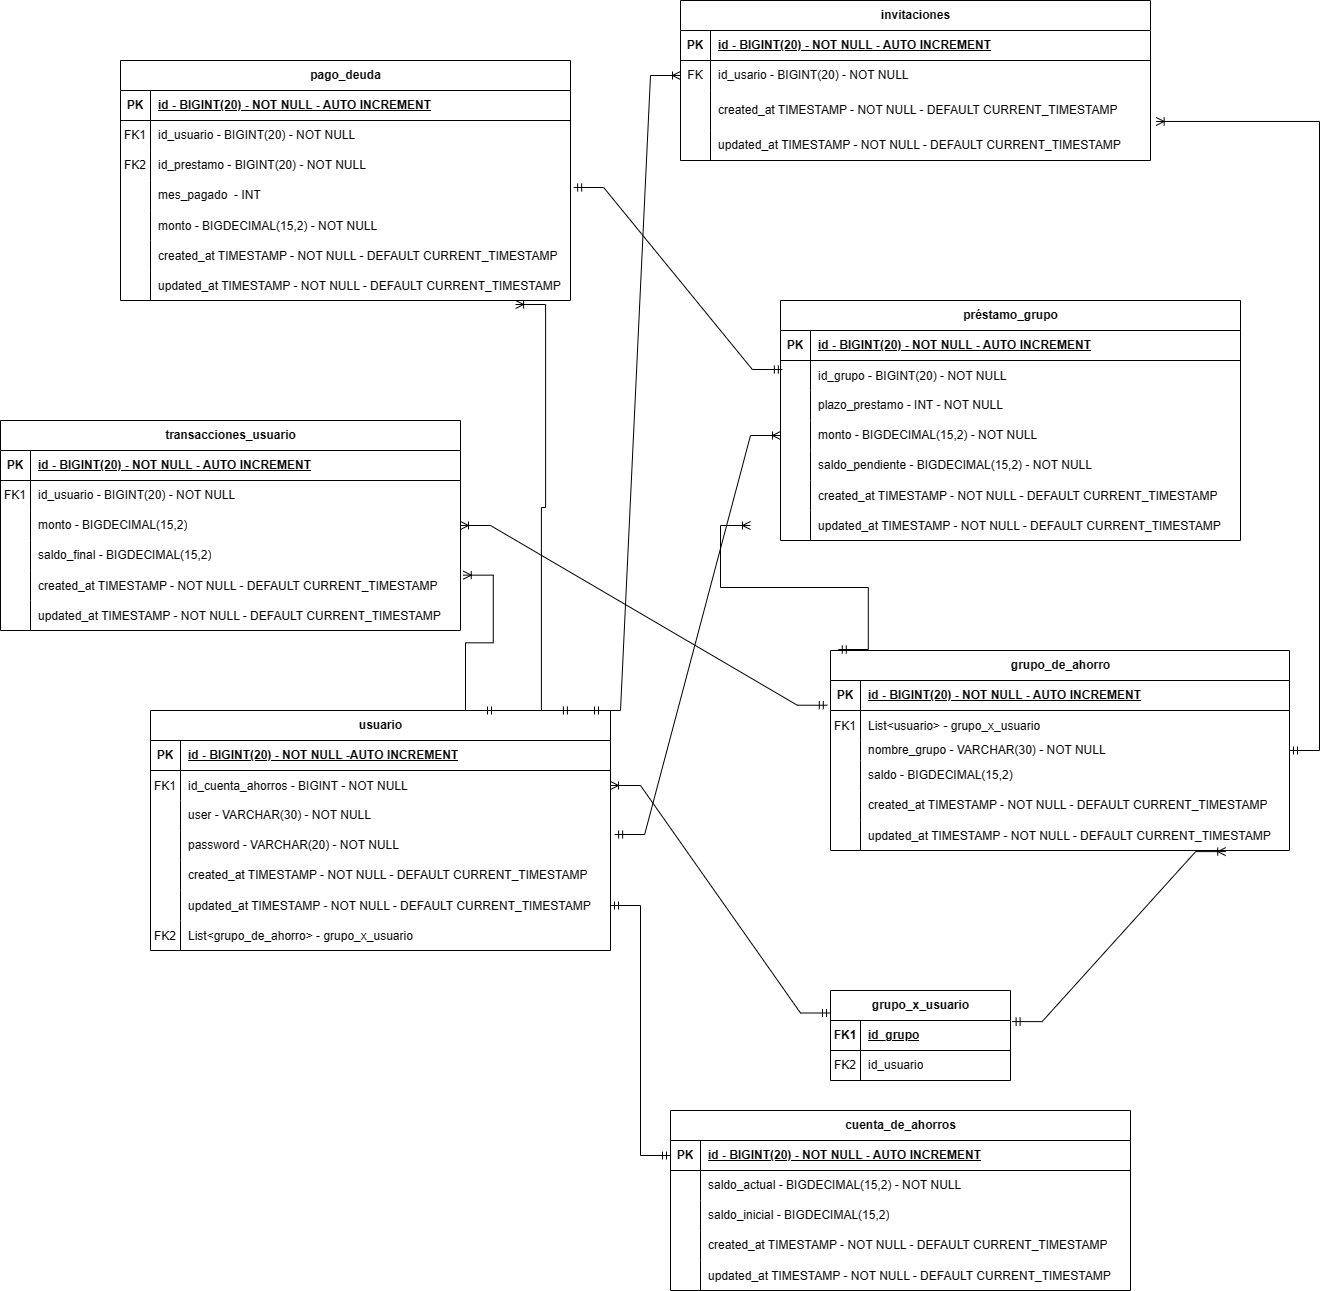 invitaciones
PK id - BIGINT(20) - NOT NULL - AUTO INCREMENT
FK id_usario - BIGINT(20) - NOT NULL
created_at TIMESTAMP - NOT NULL - DEFAULT CURRENT_TIMESTAMP
updated_at TIMESTAMP - NOT NULL - DEFAULT CURRENT_TIMESTAMP
pago_deuda
PK id - BIGINT(20) - NOT NULL - AUTO INCREMENT
FK1 id_usuario - BIGINT(20) - NOT NULL
FK2 id_prestamo - BIGINT(20) - NOT NULL
mes_pagado - INT
monto - BIGDECIMAL(15,2) - NOT NULL
created_at TIMESTAMP - NOT NULL - DEFAULT CURRENT_TIMESTAMP
updated_at TIMESTAMP - NOT NULL - DEFAULT CURRENT_TIMESTAMP
préstamo_grupo
PK id - BIGINT(20) - NOT NULL - AUTO INCREMENT
id_grupo - BIGINT(20) - NOT NULL
plazo_prestamo - INT - NOT NULL
monto - BIGDECIMAL(15,2) - NOT NULL
saldo_pendiente - BIGDECIMAL(15,2) - NOT NULL
created_at TIMESTAMP - NOT NULL - DEFAULT CURRENT_TIMESTAMP
updated_at TIMESTAMP - NOT NULL - DEFAULT CURRENT_TIMESTAMP
transacciones_usuario
PK id - BIGINT(20) - NOT NULL - AUTO INCREMENT
FK1 id_usuario - BIGINT(20) - NOT NULL
monto - BIGDECIMAL(15,2)
saldo_final - BIGDECIMAL(15,2)
created_at TIMESTAMP - NOT NULL - DEFAULT CURRENT_TIMESTAMP
updated_at TIMESTAMP - NOT NULL - DEFAULT CURRENT_TIMESTAMP
grupo_de_ahorro
PK id - BIGINT(20) - NOT NULL - AUTO INCREMENT
FK1 List<usuario> - grupo_x_usuario
nombre_grupo - VARCHAR(30) - NOT NULL
saldo - BIGDECIMAL(15,2)
created_at TIMESTAMP - NOT NULL - DEFAULT CURRENT_TIMESTAMP
updated_at TIMESTAMP - NOT NULL - DEFAULT CURRENT_TIMESTAMP
usuario
PK id - BIGINT(20) - NOT NULL -AUTO INCREMENT
FK1 id_cuenta_ahorros - BIGINT - NOT NULL
user - VARCHAR(30) - NOT NULL
password - VARCHAR(20) - NOT NULL
created_at TIMESTAMP - NOT NULL - DEFAULT CURRENT_TIMESTAMP
updated_at TIMESTAMP - NOT NULL - DEFAULT CURRENT_TIMESTAMP
FK2 List<grupo_de_ahorro> - grupo_x_usuario
grupo_x_usuario
FK1 id_grupo
FK2 id_usuario
cuenta_de_ahorros
PK id - BIGINT(20) - NOT NULL - AUTO INCREMENT
saldo_actual - BIGDECIMAL(15,2) - NOT NULL
saldo_inicial - BIGDECIMAL(15,2)
created_at TIMESTAMP - NOT NULL - DEFAULT CURRENT_TIMESTAMP
updated_at TIMESTAMP - NOT NULL - DEFAULT CURRENT_TIMESTAMP